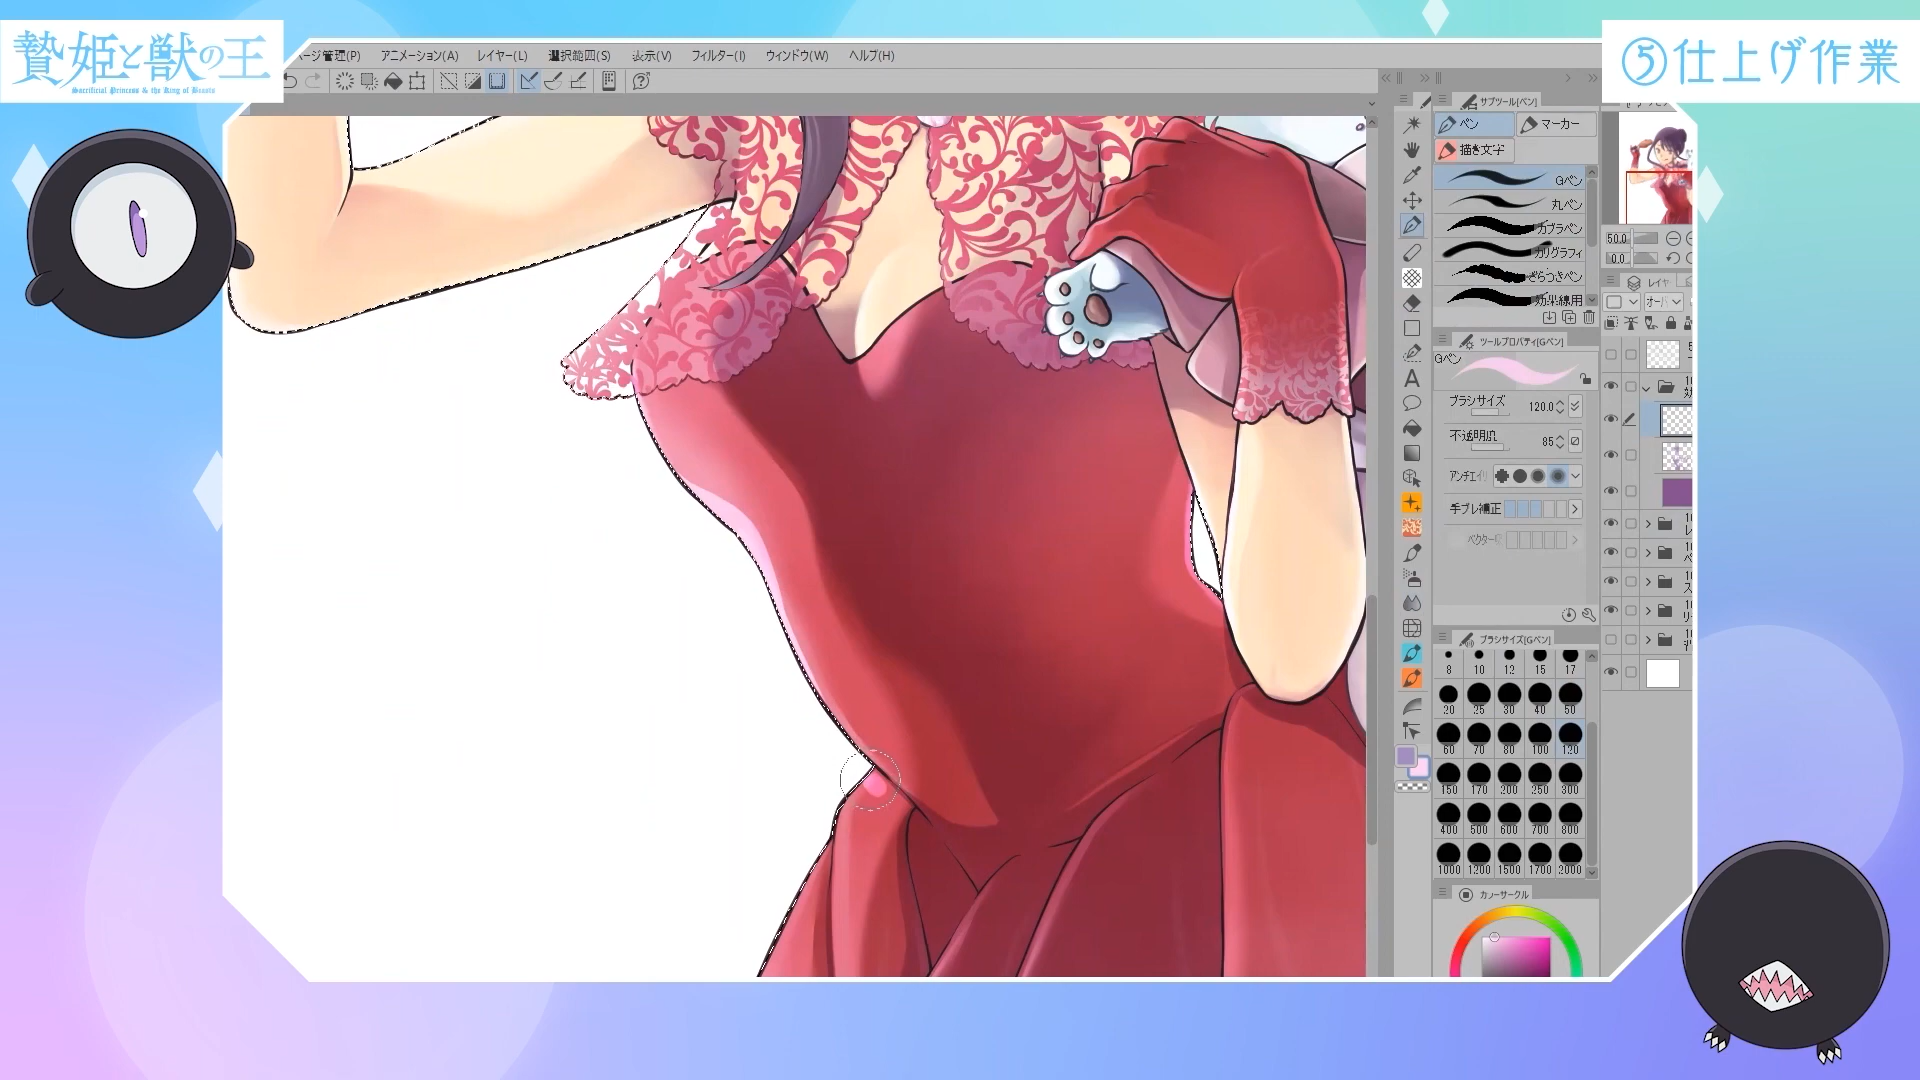 贄姫と獣の王
Sacrificial Princess & the King of Beasts
⑤仕上げ作業
ージ管理(P) アニメーション(A) レイヤー(L) 選択範囲(S) 表示(V) フィルター(I) ウィンドウ(W) ヘルプ(H)
サブツール[ペン]
ペン マーカー
描き文字
Gペン
丸ペン
カブラペン
カリグラフィ
ざらつきペン
効果線用
50.0
0.0
レイヤ
オーバ
ツールプロパティ[Gペン]
Gペン
ブラシサイズ 120.0
不透明度 85
アンチエイリ
手ブレ補正
ベクター吸
ブラシサイズ[Gペン]
8 10 12 15 17
20 25 30 40 50
60 70 80 100 120
150 170 200 250 300
400 500 600 700 800
1000 1200 1500 1700 2000
カラーサークル